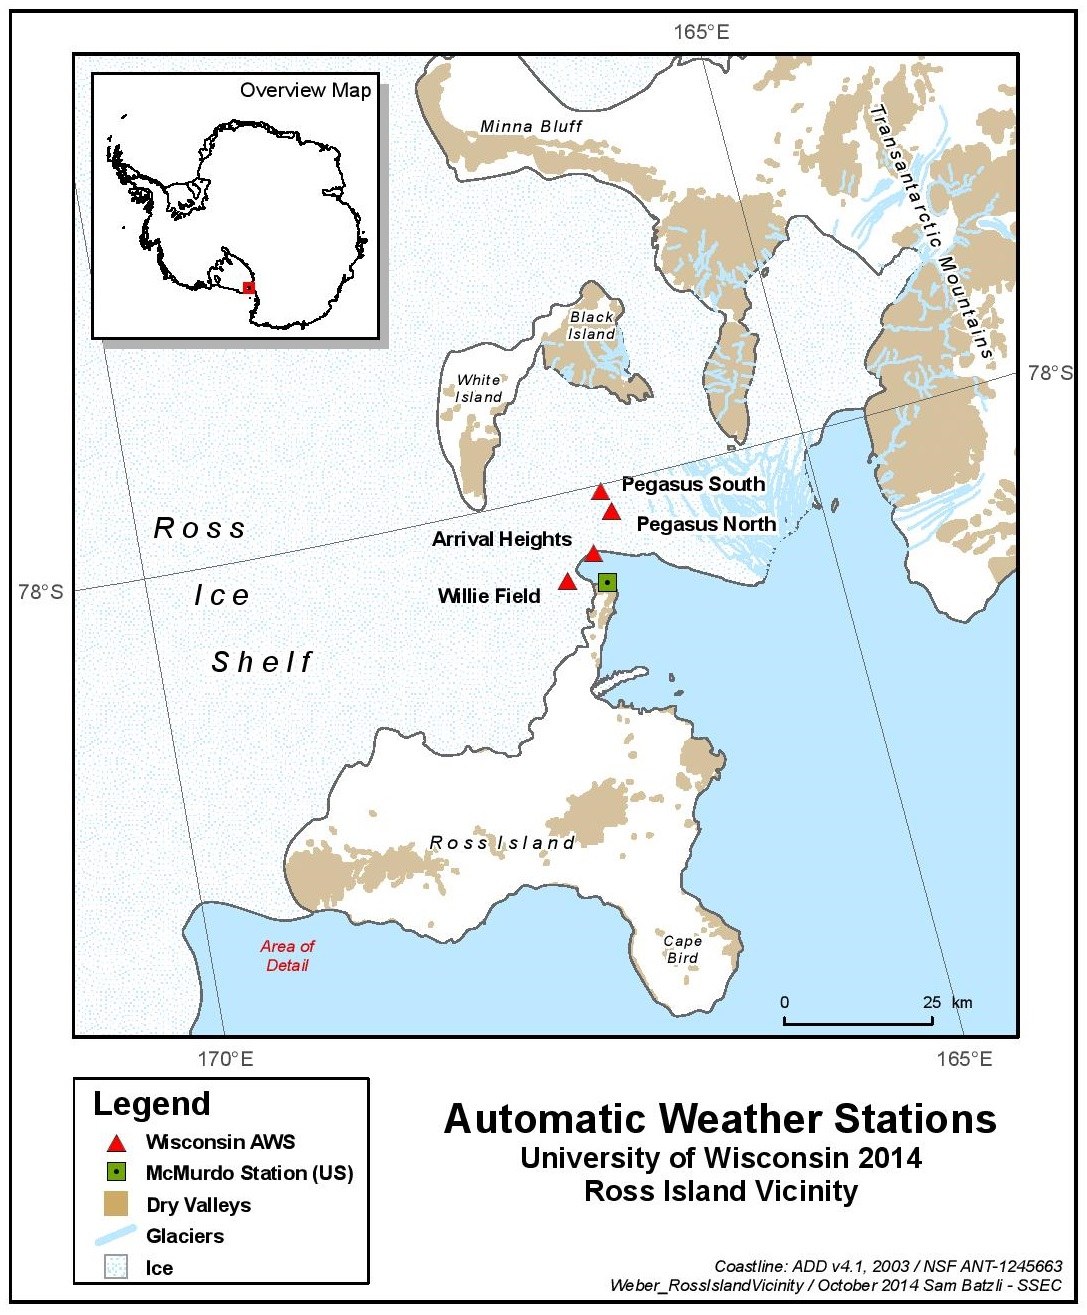 165°E
Overview Map
Minna Bluff
Transantarctic Mountains
Black
Island
White
Island
78°S
Pegasus South
Pegasus North
Arrival Heights
Willie Field
Ross
Ice
Shelf
78°S
Ross Island
Cape
Bird
Area of
Detail
0 25 km
170°E
165°E
Legend
Wisconsin AWS
McMurdo Station (US)
Dry Valleys
Glaciers
Ice
Automatic Weather Stations
University of Wisconsin 2014
Ross Island Vicinity
Coastline: ADD v4.1, 2003 / NSF ANT-1245663
Weber_RossIslandVicinity / October 2014 Sam Batzli - SSEC